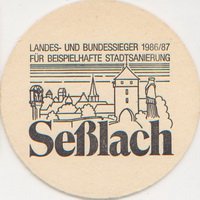 LANDES- UND BUNDESSIEGER 1986/87
FÜR BEISPIELHAFTE STADTSANIERUNG
Seßlach